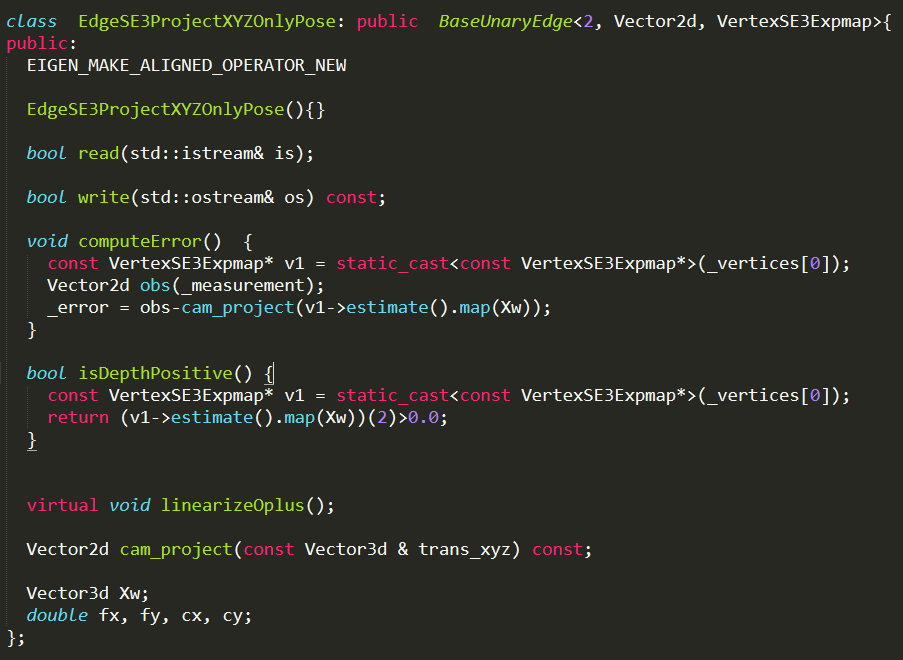 class  EdgeSE3ProjectXYZOnlyPose: public  BaseUnaryEdge<2, Vector2d, VertexSE3Expmap>{
public:
  EIGEN_MAKE_ALIGNED_OPERATOR_NEW

  EdgeSE3ProjectXYZOnlyPose(){}

  bool read(std::istream& is);

  bool write(std::ostream& os) const;

  void computeError()  {
    const VertexSE3Expmap* v1 = static_cast<const VertexSE3Expmap*>(_vertices[0]);
    Vector2d obs(_measurement);
    _error = obs-cam_project(v1->estimate().map(Xw));
  }

  bool isDepthPositive() {
    const VertexSE3Expmap* v1 = static_cast<const VertexSE3Expmap*>(_vertices[0]);
    return (v1->estimate().map(Xw))(2)>0.0;
  }


  virtual void linearizeOplus();

  Vector2d cam_project(const Vector3d & trans_xyz) const;

  Vector3d Xw;
  double fx, fy, cx, cy;
};